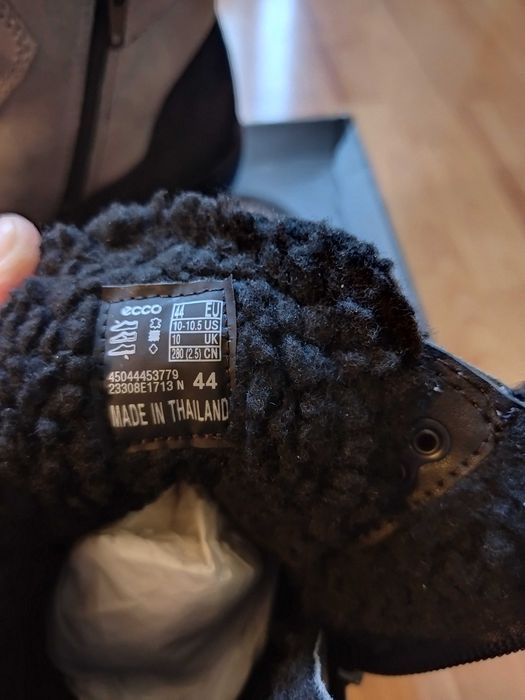 ecco
44 EU
10-10.5 US
10 UK
280 (2.5) CN
45044453779
23308E1713 N 44
MADE IN THAILAND